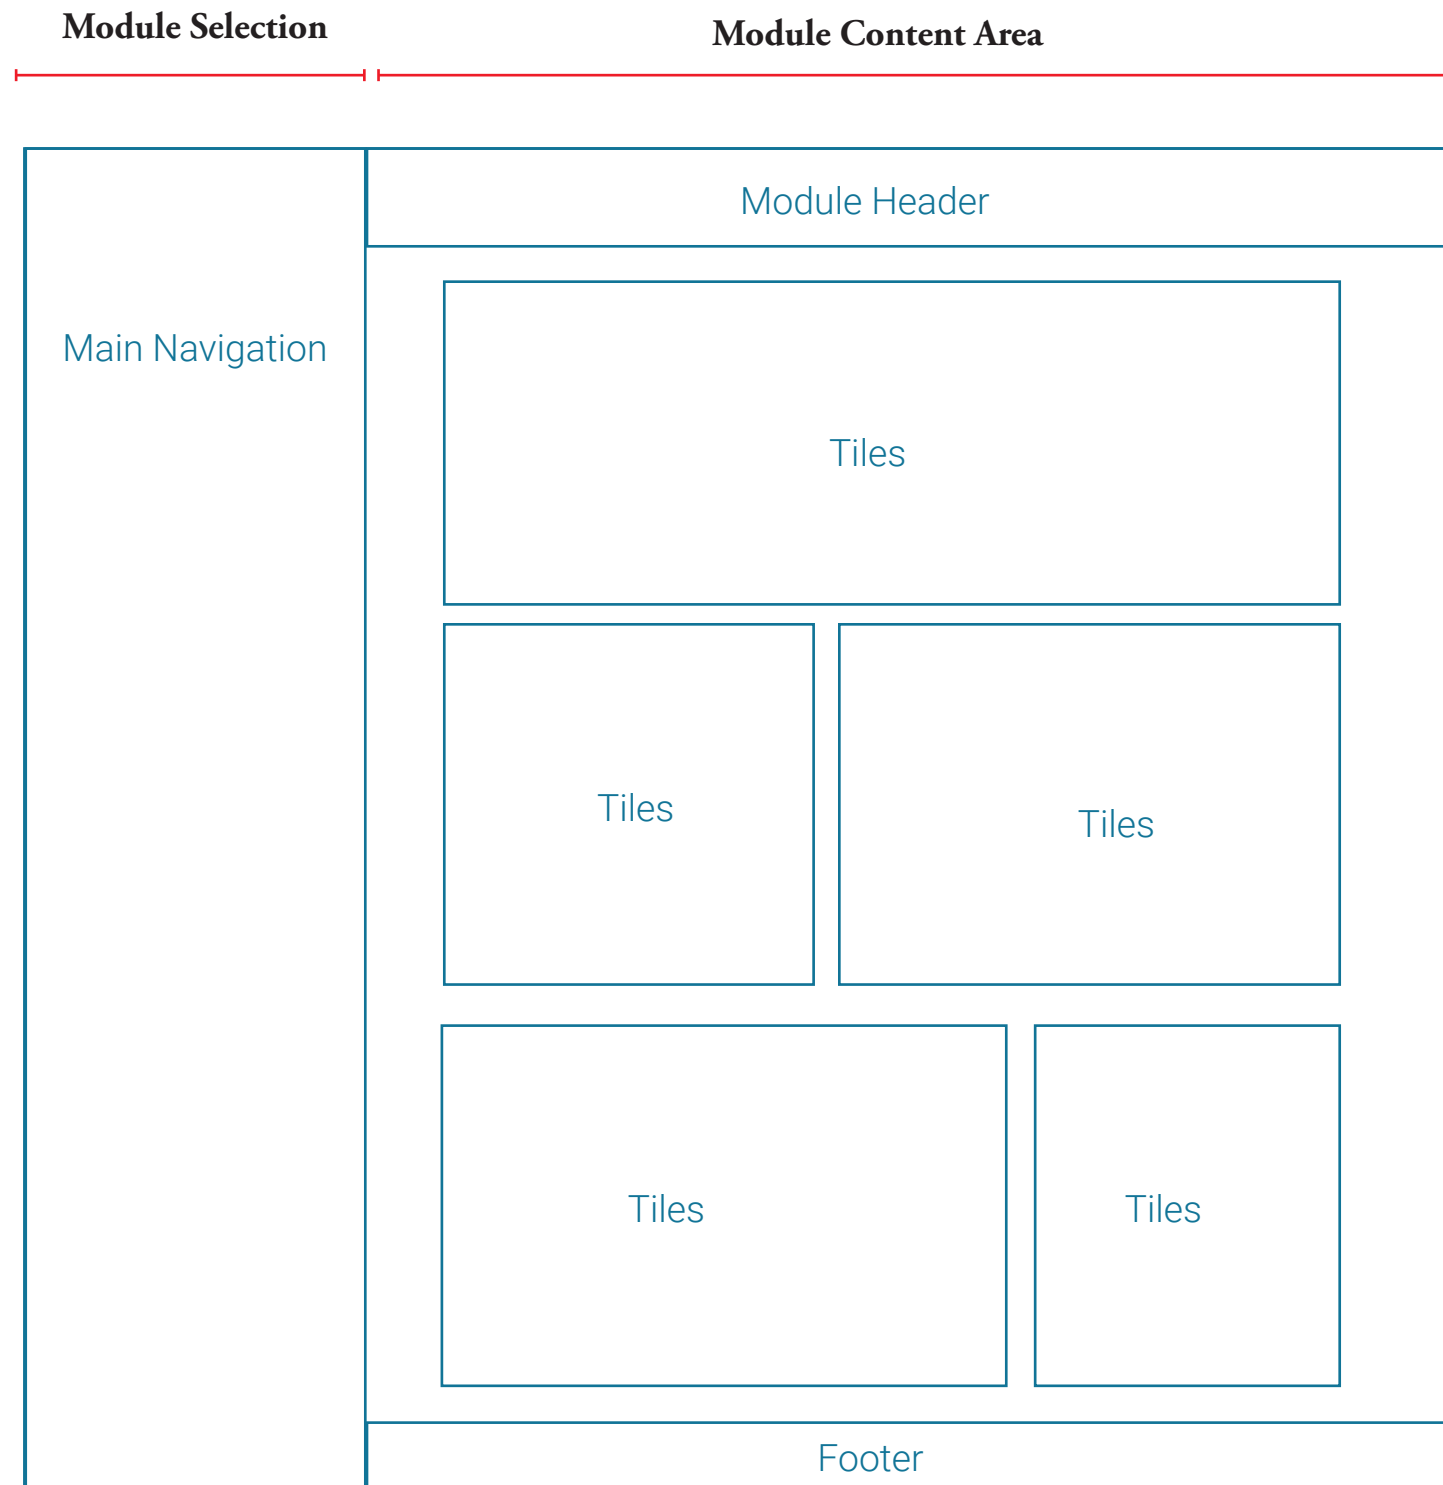 Module Selection
Module Content Area
Module Header
Main Navigation
Tiles
Tiles
Tiles
Tiles
Tiles
Footer